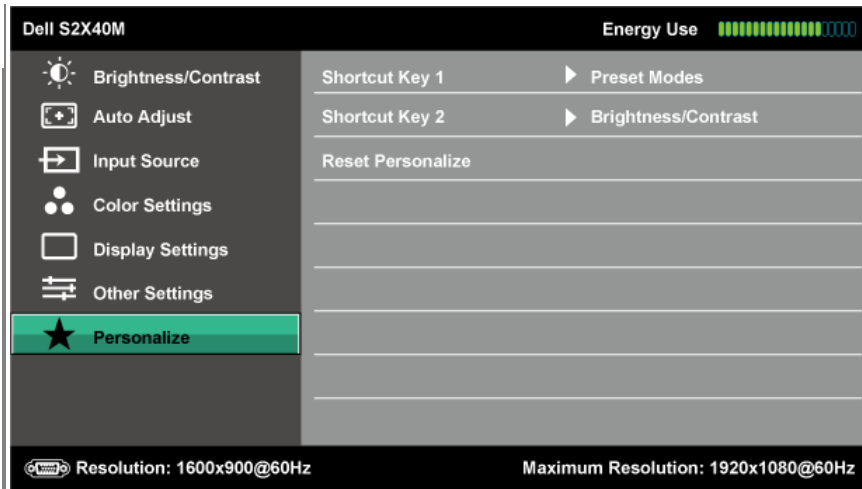 Dell S2X40M Energy Use
Brightness/Contrast Shortcut Key 1 Preset Modes
Auto Adjust Shortcut Key 2 Brightness/Contrast
Input Source Reset Personalize
Color Settings
Display Settings
Other Settings
Personalize
Resolution: 1600x900@60Hz Maximum Resolution: 1920x1080@60Hz